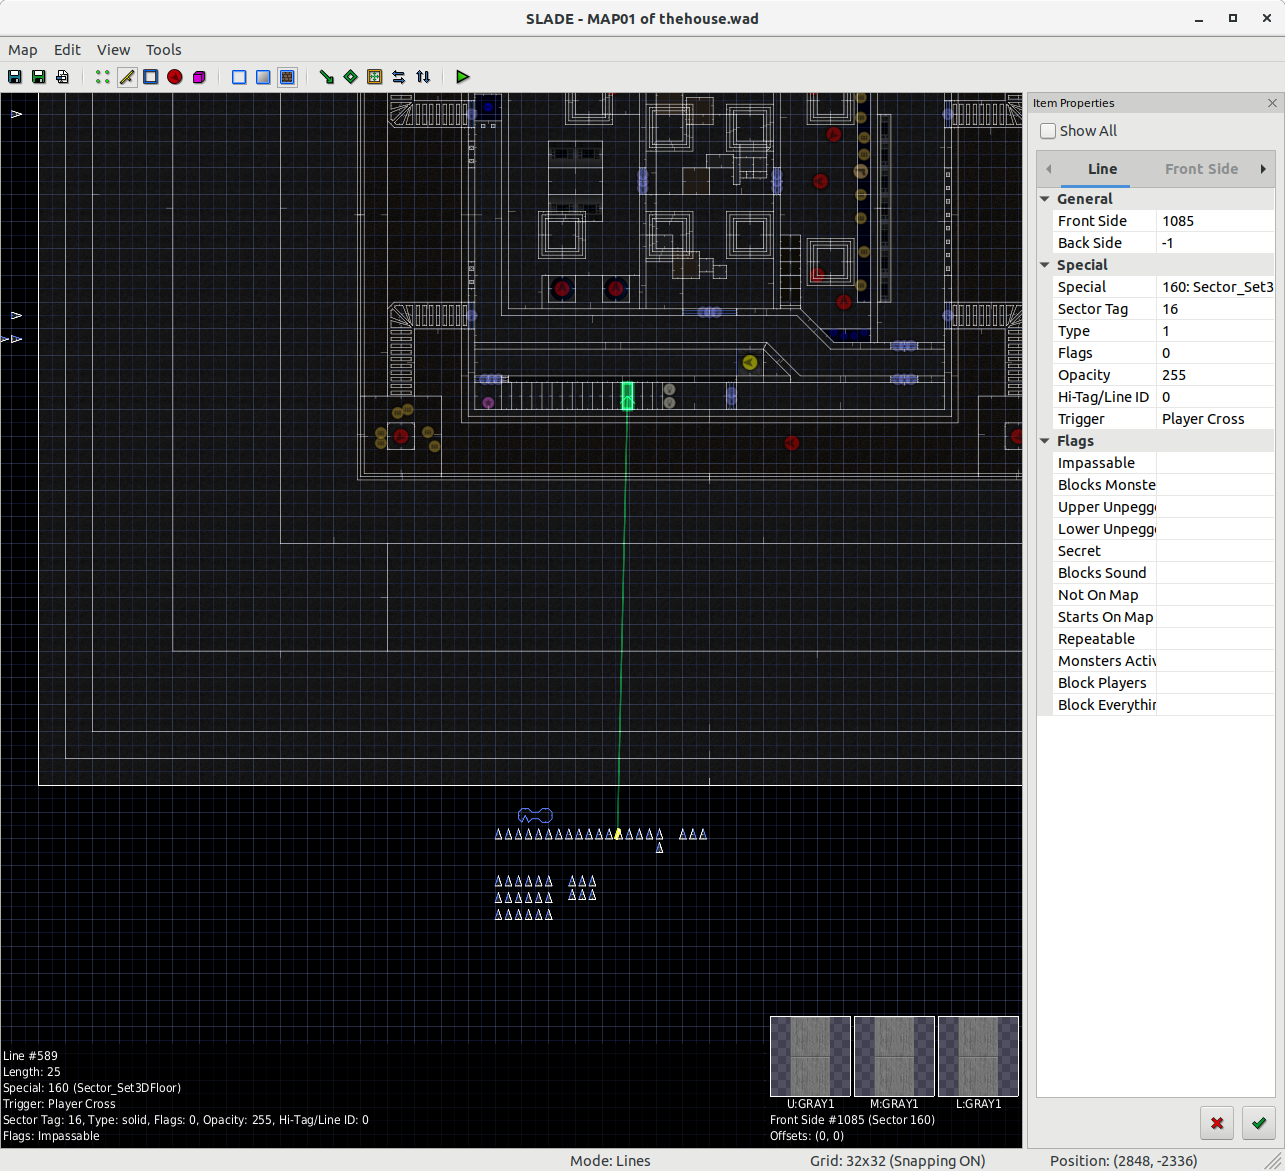 SLADE - MAP01 of thehouse.wad
Map Edit View Tools
Item Properties
Show All
Line Front Side
General
Front Side 1085
Back Side -1
Special
Special 160: Sector_Set3
Sector Tag 16
Type 1
Flags 0
Opacity 255
Hi-Tag/Line ID 0
Trigger Player Cross
Flags
Impassable
Blocks Monste
Upper Unpegg
Lower Unpegg
Secret
Blocks Sound
Not On Map
Starts On Map
Repeatable
Monsters Activ
Block Players
Block Everythin
Line #589
Length: 25
Special: 160 (Sector_Set3DFloor)
Trigger: Player Cross
Sector Tag: 16, Type: solid, Flags: 0, Opacity: 255, Hi-Tag/Line ID: 0
Flags: Impassable
U:GRAY1 M:GRAY1 L:GRAY1
Front Side #1085 (Sector 160)
Offsets: (0, 0)
Mode: Lines Grid: 32x32 (Snapping ON) Position: (2848, -2336)